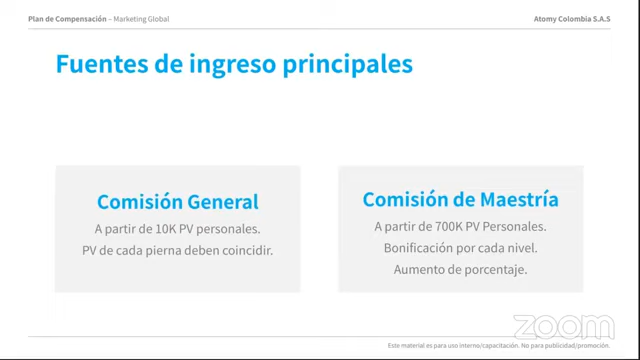 Plan de Compensación – Marketing Global
Atomy Colombia S.A.S
Fuentes de ingreso principales
Comisión General
A partir de 10K PV personales.
PV de cada pierna deben coincidir.
Comisión de Maestría
A partir de 700K PV Personales.
Bonificación por cada nivel.
Aumento de porcentaje.
zoom
Este material es para uso interno/capacitación. No para publicidad/promoción.